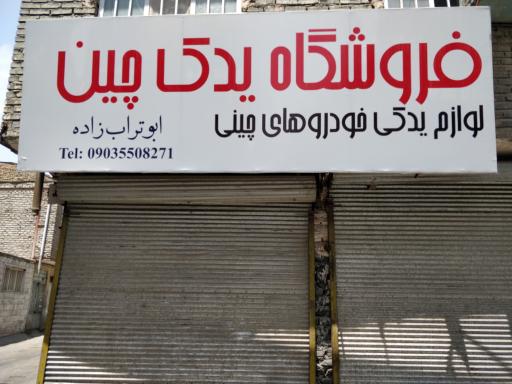 فروشگاه یدک چین
لوازم یدکی خودروهای چینی
ابوتراب زاده
Tel: 09035508271